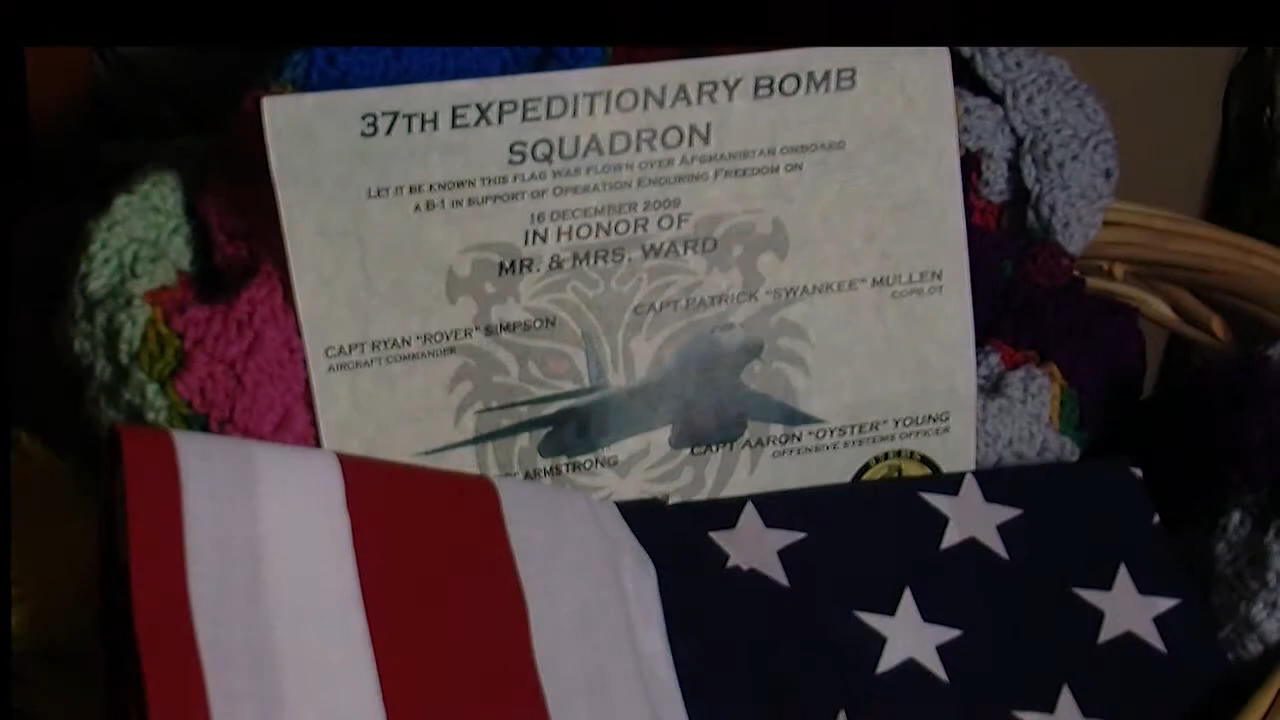 37TH EXPEDITIONARY BOMB
SQUADRON
LET IT BE KNOWN THIS FLAG WAS FLOWN OVER AFGHANISTAN ONBOARD
A B-1 IN SUPPORT OF OPERATION ENDURING FREEDOM ON
16 DECEMBER 2009
IN HONOR OF
MR. & MRS. WARD
CAPT PATRICK "SWANKEE" MULLEN
COPILOT
CAPT RYAN "ROVER" SIMPSON
AIRCRAFT COMMANDER
CAPT AARON "OYSTER" YOUNG
OFFENSIVE SYSTEMS OFFICER
ARMSTRONG